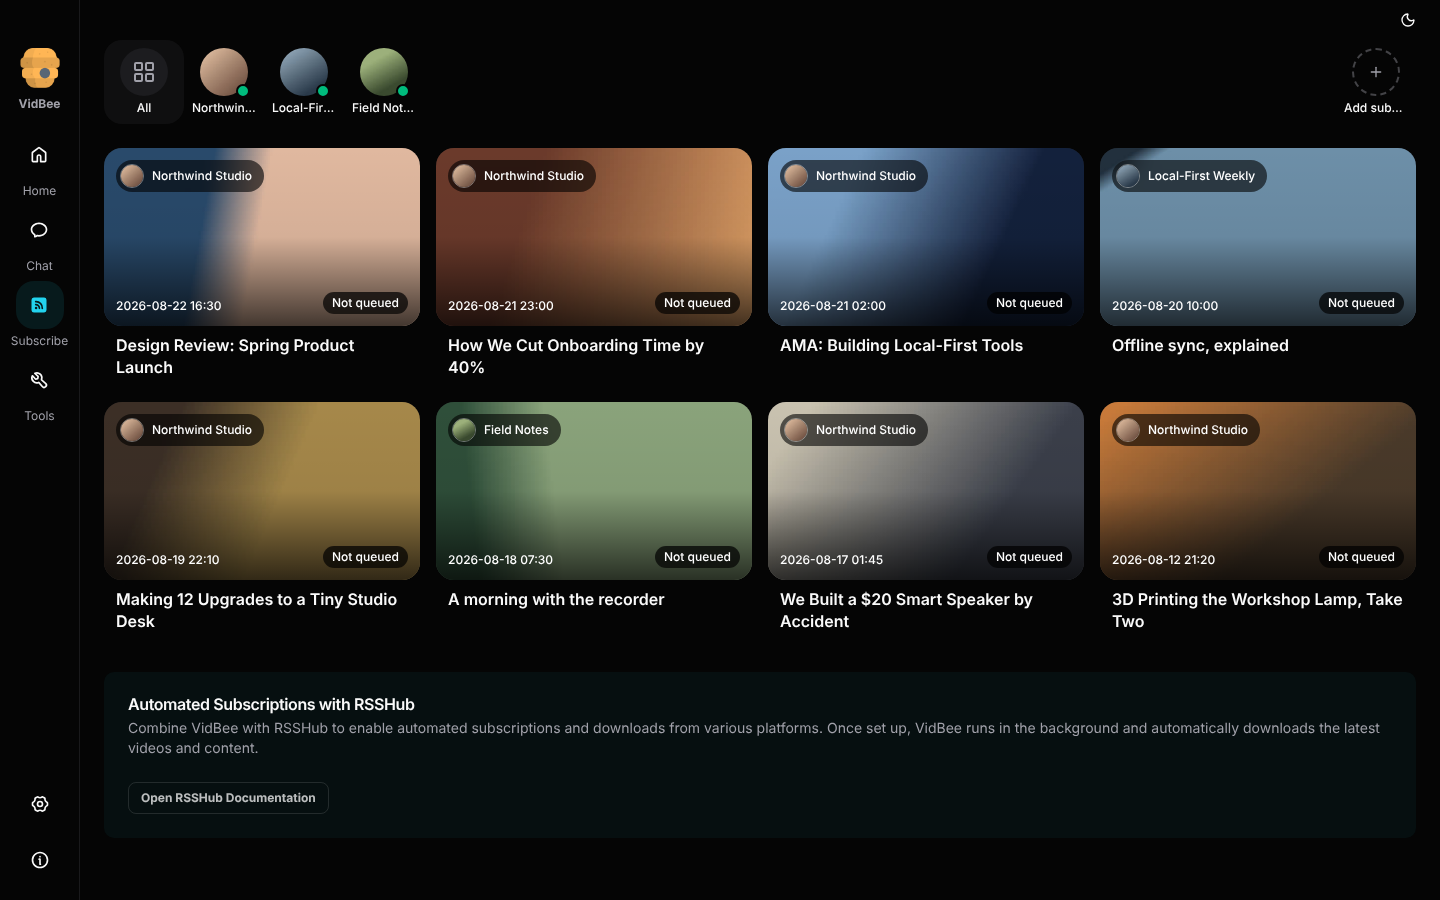 VidBee
Home
Chat
Subscribe
Tools
All
Northwin...
Local-Fir...
Field Not...
Add sub...
Northwind Studio
2026-08-22 16:30
Not queued
Design Review: Spring Product
Launch
Northwind Studio
2026-08-21 23:00
Not queued
How We Cut Onboarding Time by
40%
Northwind Studio
2026-08-21 02:00
Not queued
AMA: Building Local-First Tools
Local-First Weekly
2026-08-20 10:00
Not queued
Offline sync, explained
Northwind Studio
2026-08-19 22:10
Not queued
Making 12 Upgrades to a Tiny Studio
Desk
Field Notes
2026-08-18 07:30
Not queued
A morning with the recorder
Northwind Studio
2026-08-17 01:45
Not queued
We Built a $20 Smart Speaker by
Accident
Northwind Studio
2026-08-12 21:20
Not queued
3D Printing the Workshop Lamp, Take
Two
Automated Subscriptions with RSSHub
Combine VidBee with RSSHub to enable automated subscriptions and downloads from various platforms. Once set up, VidBee runs in the background and automatically downloads the latest
videos and content.
Open RSSHub Documentation